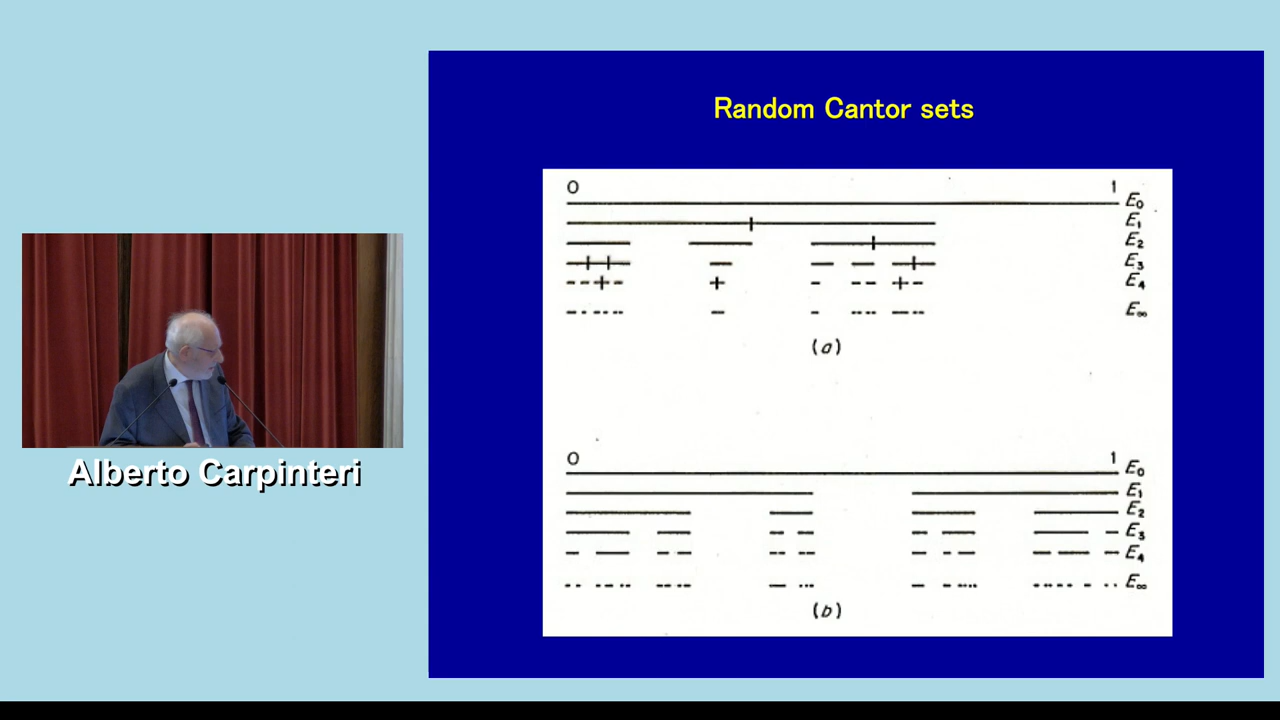 Random Cantor sets
0 1
E₀
E₁
E₂
E₃
E₄
E∞
(a)
0 1
E₀
E₁
E₂
E₃
E₄
E∞
(b)
Alberto Carpinteri